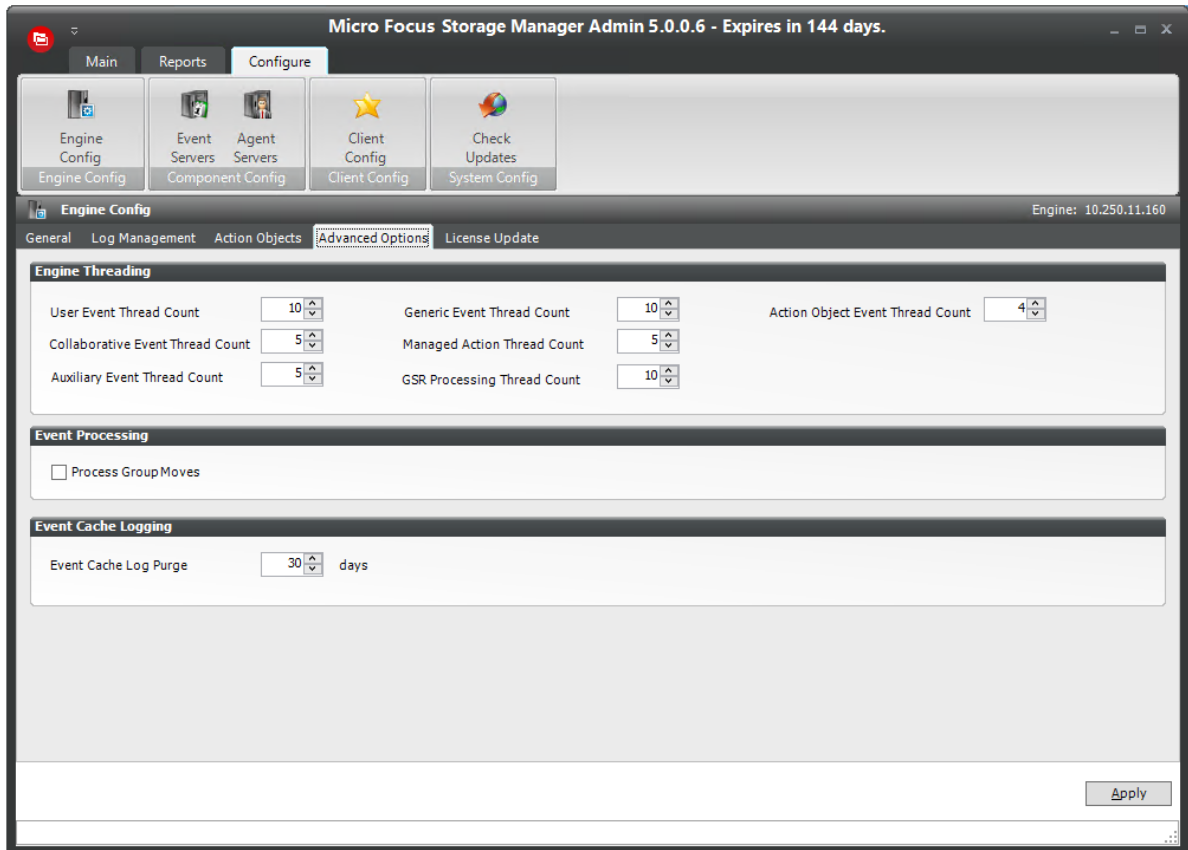 Micro Focus Storage Manager Admin 5.0.0.6 - Expires in 144 days.
Main Reports Configure
Engine Config
Event Servers
Agent Servers
Client Config
Check Updates
Engine Config Component Config Client Config System Config
Engine Config Engine: 10.250.11.160
General Log Management Action Objects Advanced Options License Update
Engine Threading
User Event Thread Count 10 Generic Event Thread Count 10 Action Object Event Thread Count 4
Collaborative Event Thread Count 5 Managed Action Thread Count 5
Auxiliary Event Thread Count 5 GSR Processing Thread Count 10
Event Processing
Process Group Moves
Event Cache Logging
Event Cache Log Purge 30 days
Apply